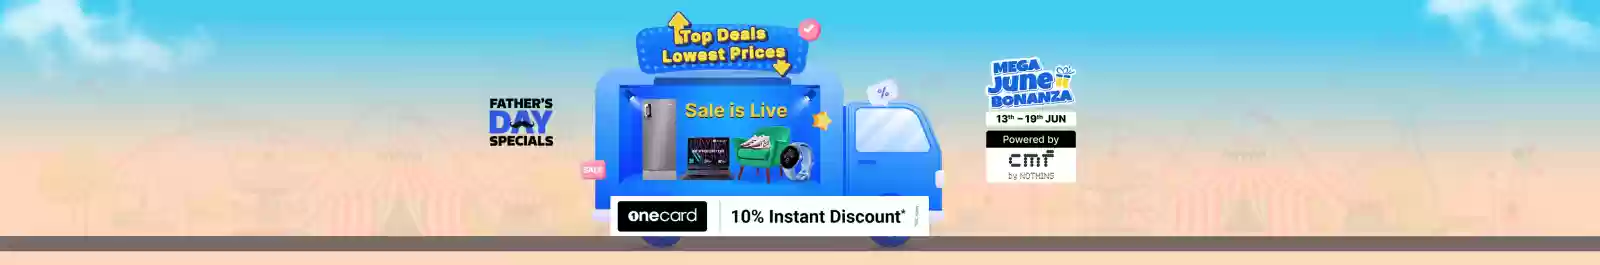 Top Deals
Lowest Prices
Sale is Live
FATHER'S
DAY
SPECIALS
SALE
%
MEGA
June
BONANZA
13th – 19th JUN
Powered by
CMF
by NOTHING
onecard
10% Instant Discount*